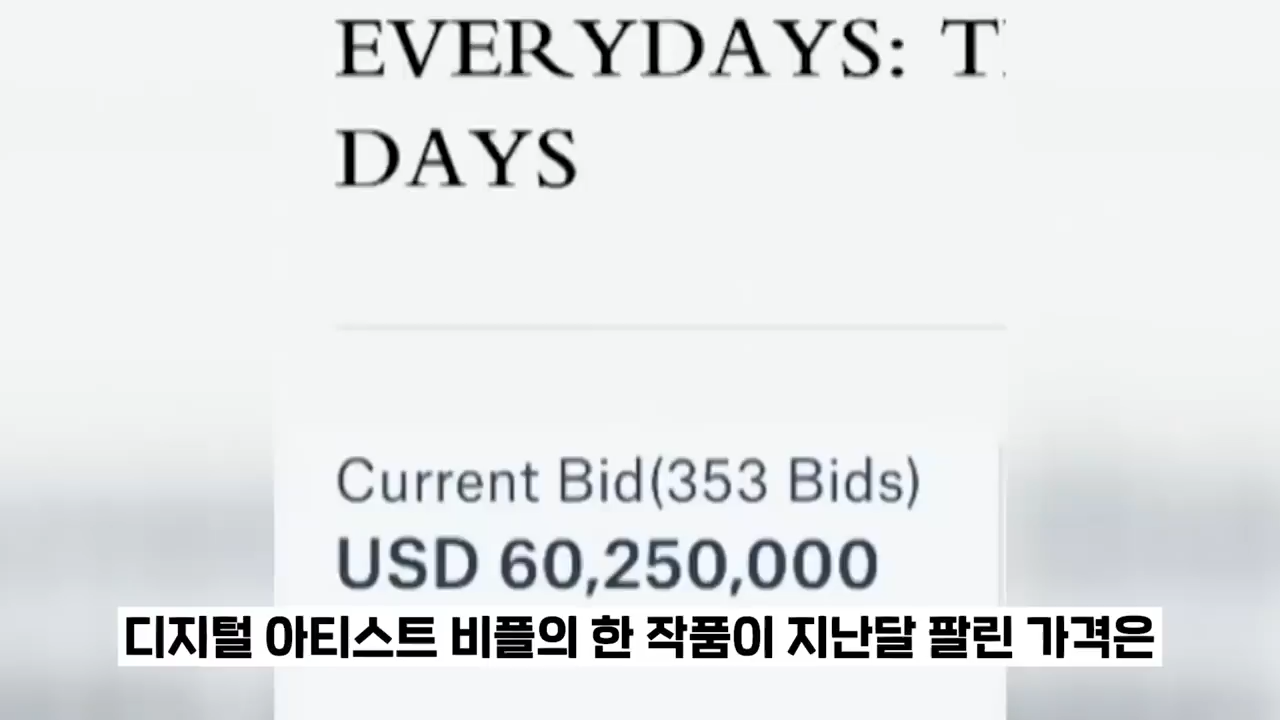 EVERYDAYS: T
DAYS
Current Bid(353 Bids)
USD 60,250,000
디지털 아티스트 비플의 한 작품이 지난달 팔린 가격은